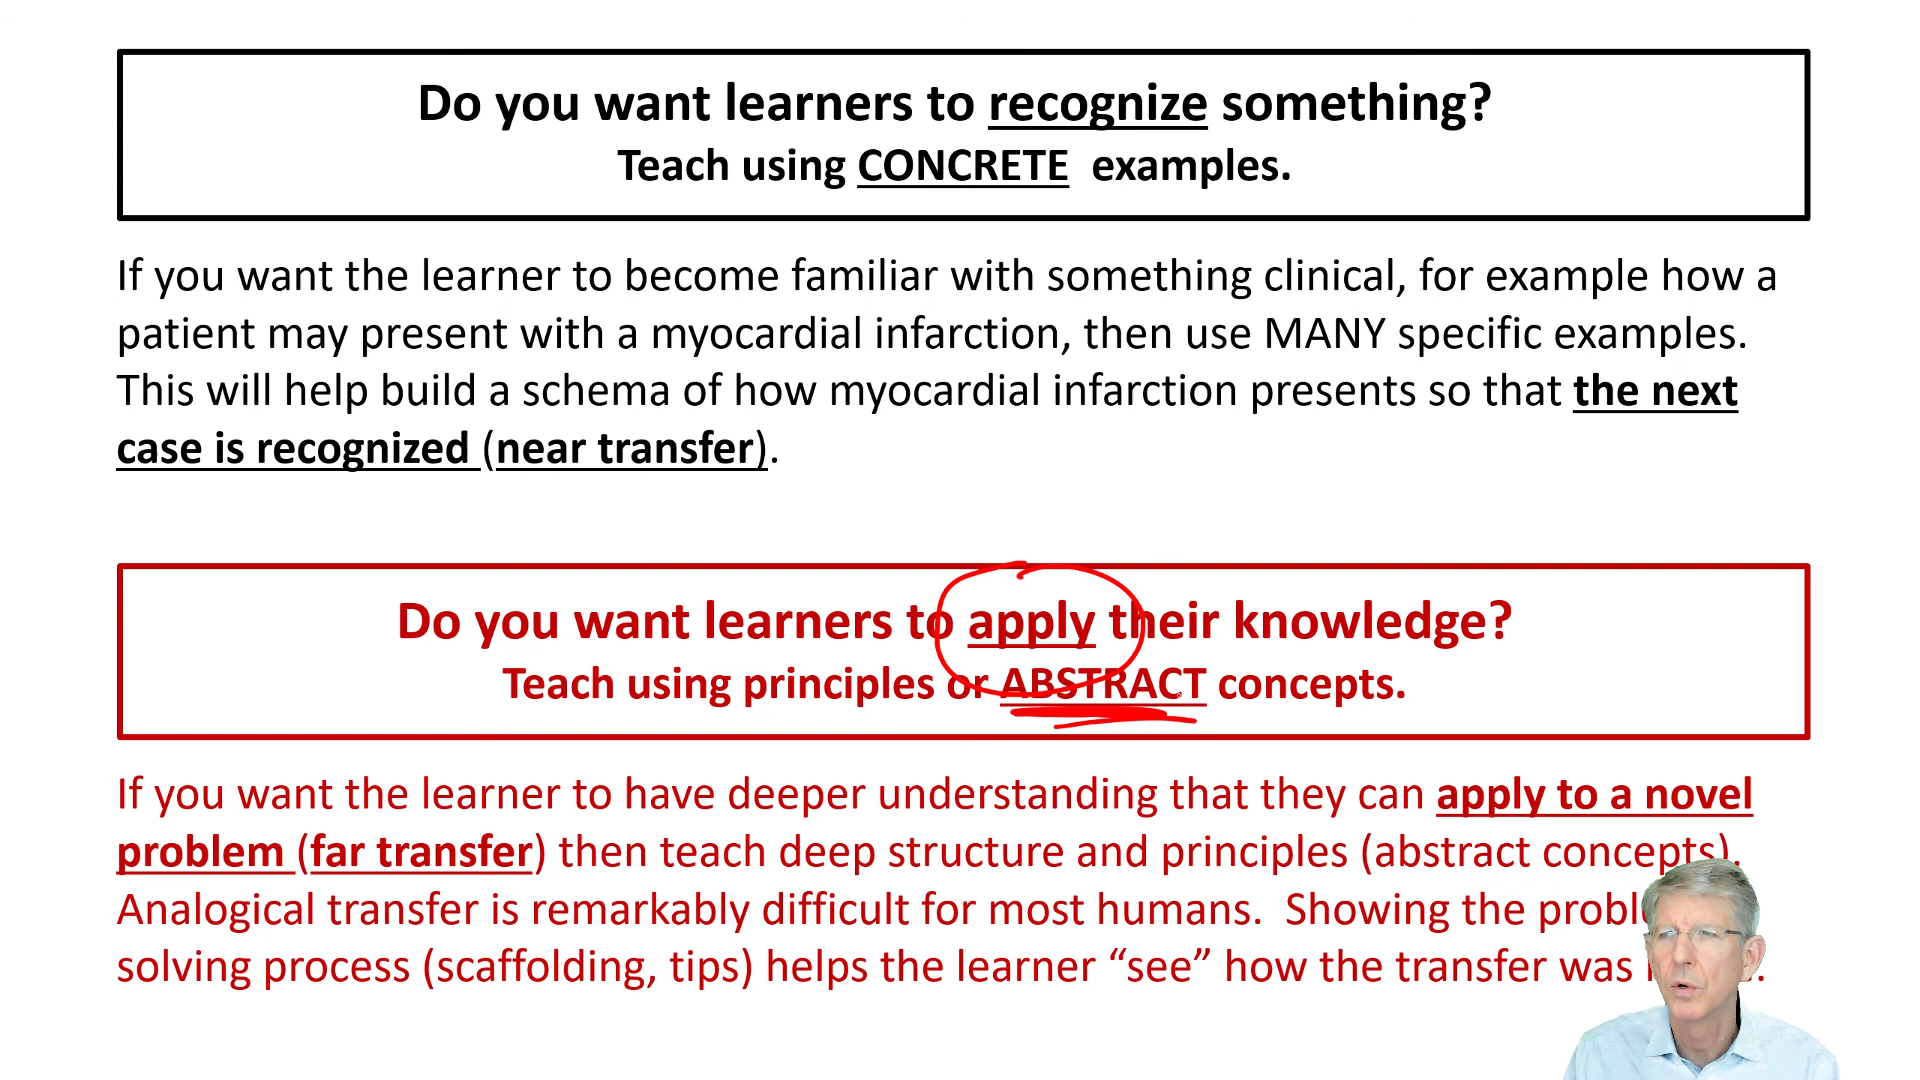 Do you want learners to recognize something?
Teach using CONCRETE examples.
If you want the learner to become familiar with something clinical, for example how a
patient may present with a myocardial infarction, then use MANY specific examples.
This will help build a schema of how myocardial infarction presents so that the next
case is recognized (near transfer).
Do you want learners to apply their knowledge?
Teach using principles or ABSTRACT concepts.
If you want the learner to have deeper understanding that they can apply to a novel
problem (far transfer) then teach deep structure and principles (abstract concepts).
Analogical transfer is remarkably difficult for most humans. Showing the
solving process (scaffolding, tips) helps the learner “see” how the transfer was